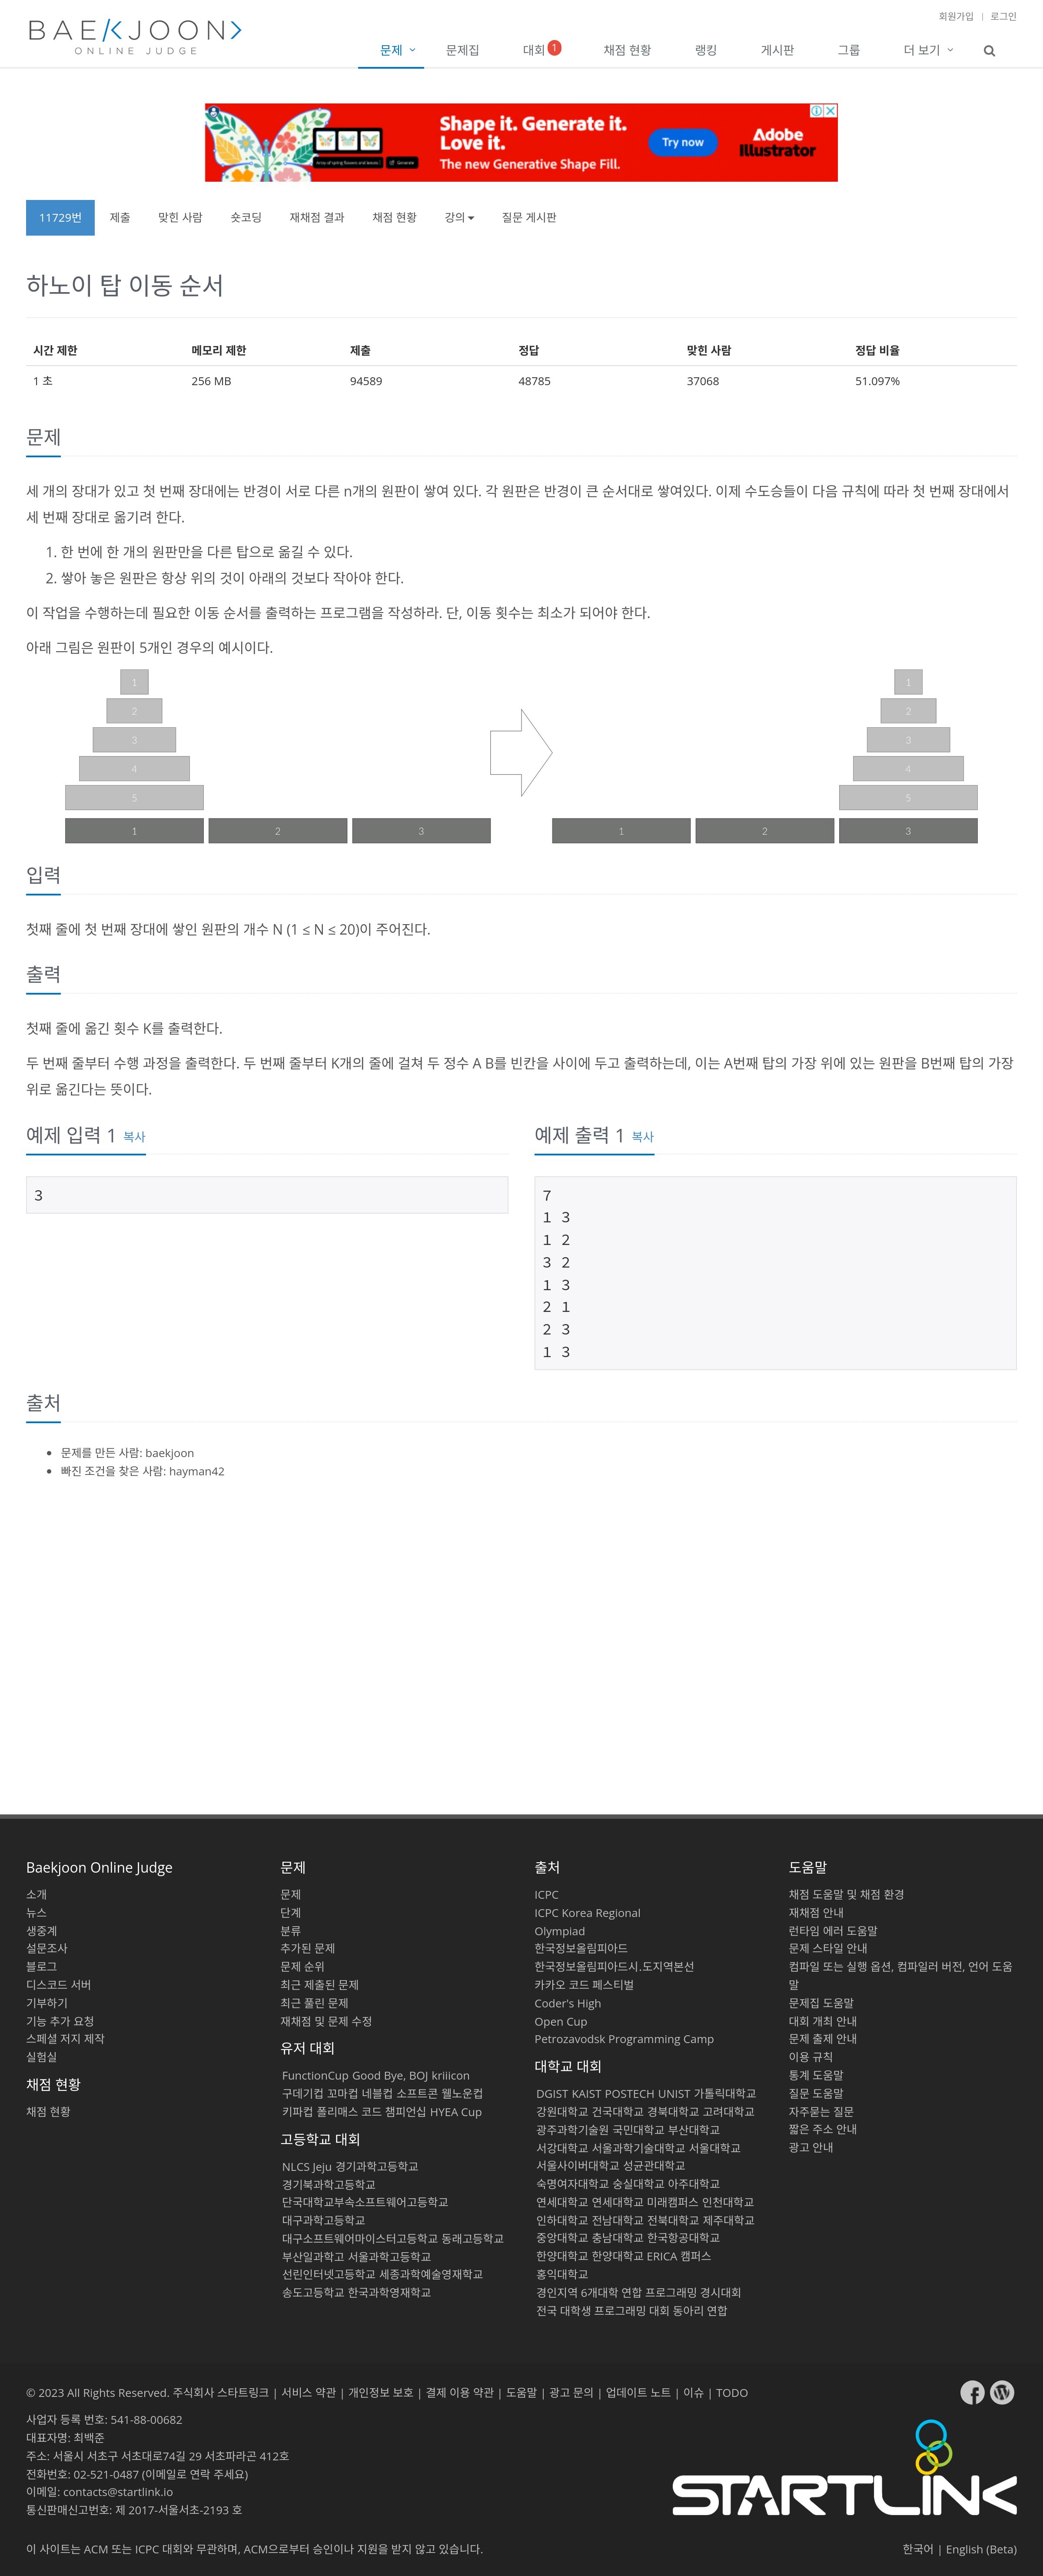 회원가입 | 로그인
BAEKJOON>
ONLINE JUDGE
문제 문제집 대회 1 채점 현황 랭킹 게시판 그룹 더 보기
Shape it. Generate it.
Love it.
The new Generative Shape Fill.
Try now
Adobe
Illustrator
Array of spring flowers and leaves
Generate
11729번 제출 맞힌 사람 숏코딩 재채점 결과 채점 현황 강의 질문 게시판
하노이 탑 이동 순서
시간 제한 메모리 제한 제출 정답 맞힌 사람 정답 비율
1 초 256 MB 94589 48785 37068 51.097%
문제
세 개의 장대가 있고 첫 번째 장대에는 반경이 서로 다른 n개의 원판이 쌓여 있다. 각 원판은 반경이 큰 순서대로 쌓여있다. 이제 수도승들이 다음 규칙에 따라 첫 번째 장대에서
세 번째 장대로 옮기려 한다.
1. 한 번에 한 개의 원판만을 다른 탑으로 옮길 수 있다.
2. 쌓아 놓은 원판은 항상 위의 것이 아래의 것보다 작아야 한다.
이 작업을 수행하는데 필요한 이동 순서를 출력하는 프로그램을 작성하라. 단, 이동 횟수는 최소가 되어야 한다.
아래 그림은 원판이 5개인 경우의 예시이다.
1 1
2 2
3 3
4 4
5 5
1 2 3 1 2 3
입력
첫째 줄에 첫 번째 장대에 쌓인 원판의 개수 N (1 ≤ N ≤ 20)이 주어진다.
출력
첫째 줄에 옮긴 횟수 K를 출력한다.
두 번째 줄부터 수행 과정을 출력한다. 두 번째 줄부터 K개의 줄에 걸쳐 두 정수 A B를 빈칸을 사이에 두고 출력하는데, 이는 A번째 탑의 가장 위에 있는 원판을 B번째 탑의 가장
위로 옮긴다는 뜻이다.
예제 입력 1 복사
3
예제 출력 1 복사
7
1 3
1 2
3 2
1 3
2 1
2 3
1 3
출처
문제를 만든 사람: baekjoon
빠진 조건을 찾은 사람: hayman42
Baekjoon Online Judge
소개
뉴스
생중계
설문조사
블로그
디스코드 서버
기부하기
기능 추가 요청
스페셜 저지 제작
실험실
채점 현황
채점 현황
문제
문제
단계
분류
추가된 문제
문제 순위
최근 제출된 문제
최근 풀린 문제
재채점 및 문제 수정
유저 대회
FunctionCup Good Bye, BOJ kriiicon
구데기컵 꼬마컵 네블컵 소프트콘 웰노운컵
키파컵 폴리매스 코드 챔피언십 HYEA Cup
고등학교 대회
NLCS Jeju 경기과학고등학교
경기북과학고등학교
단국대학교부속소프트웨어고등학교
대구과학고등학교
대구소프트웨어마이스터고등학교 동래고등학교
부산일과학고 서울과학고등학교
선린인터넷고등학교 세종과학예술영재학교
송도고등학교 한국과학영재학교
출처
ICPC
ICPC Korea Regional
Olympiad
한국정보올림피아드
한국정보올림피아드시.도지역본선
카카오 코드 페스티벌
Coder's High
Open Cup
Petrozavodsk Programming Camp
대학교 대회
DGIST KAIST POSTECH UNIST 가톨릭대학교
강원대학교 건국대학교 경북대학교 고려대학교
광주과학기술원 국민대학교 부산대학교
서강대학교 서울과학기술대학교 서울대학교
서울사이버대학교 성균관대학교
숙명여자대학교 숭실대학교 아주대학교
연세대학교 연세대학교 미래캠퍼스 인천대학교
인하대학교 전남대학교 전북대학교 제주대학교
중앙대학교 충남대학교 한국항공대학교
한양대학교 한양대학교 ERICA 캠퍼스
홍익대학교
경인지역 6개대학 연합 프로그래밍 경시대회
전국 대학생 프로그래밍 대회 동아리 연합
도움말
채점 도움말 및 채점 환경
재채점 안내
런타임 에러 도움말
문제 스타일 안내
컴파일 또는 실행 옵션, 컴파일러 버전, 언어 도움
말
문제집 도움말
대회 개최 안내
문제 출제 안내
이용 규칙
통계 도움말
질문 도움말
자주묻는 질문
짧은 주소 안내
광고 안내
© 2023 All Rights Reserved. 주식회사 스타트링크 | 서비스 약관 | 개인정보 보호 | 결제 이용 약관 | 도움말 | 광고 문의 | 업데이트 노트 | 이슈 | TODO
사업자 등록 번호: 541-88-00682
대표자명: 최백준
주소: 서울시 서초구 서초대로74길 29 서초파라곤 412호
전화번호: 02-521-0487 (이메일로 연락 주세요)
이메일: contacts@startlink.io
통신판매신고번호: 제 2017-서울서초-2193 호
STARTLINK
이 사이트는 ACM 또는 ICPC 대회와 무관하며, ACM으로부터 승인이나 지원을 받지 않고 있습니다.
한국어 | English (Beta)